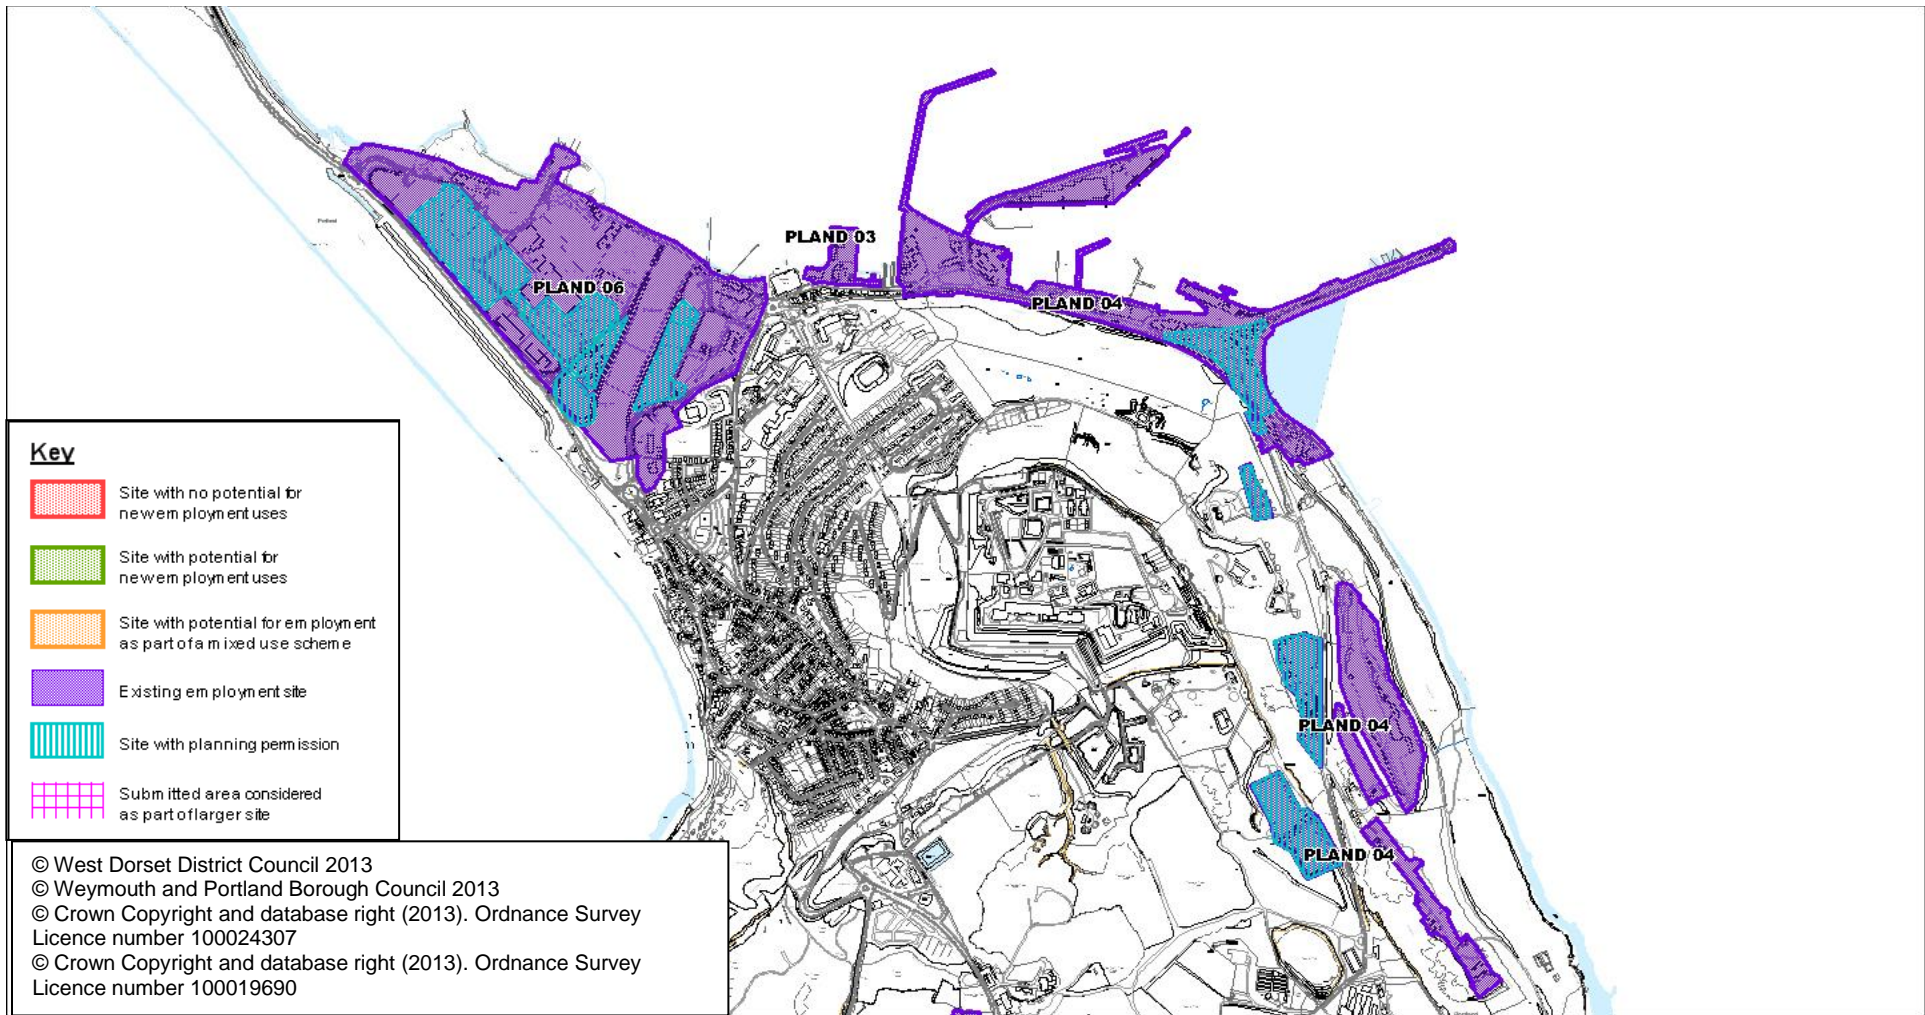 PLAND 03
PLAND 06
PLAND 04
PLAND 04
PLAND 04
Key
Site with no potential for
new employment uses
Site with potential for
new employment uses
Site with potential for employment
as part of a mixed use scheme
Existing employment site
Site with planning permission
Submitted area considered
as part of larger site
© West Dorset District Council 2013
© Weymouth and Portland Borough Council 2013
© Crown Copyright and database right (2013). Ordnance Survey
Licence number 100024307
© Crown Copyright and database right (2013). Ordnance Survey
Licence number 100019690